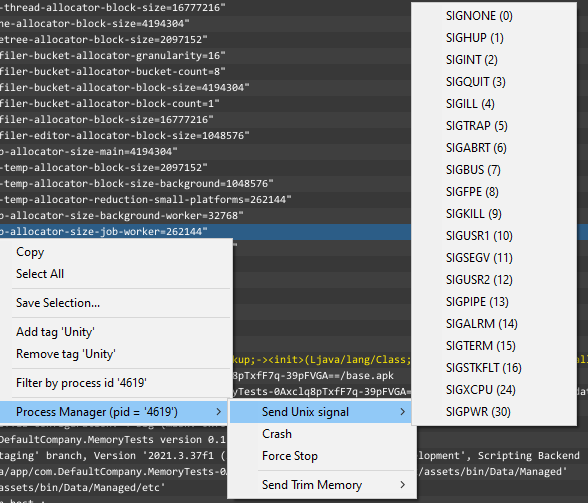 -thread-allocator-block-size=16777216"
ne-allocator-block-size=4194304"
etree-allocator-block-size=2097152"
filer-bucket-allocator-granularity=16"
filer-bucket-allocator-bucket-count=8"
filer-bucket-allocator-block-size=4194304"
filer-bucket-allocator-block-count=1"
filer-allocator-block-size=16777216"
filer-editor-allocator-block-size=1048576"
p-allocator-size-main=4194304"
-temp-allocator-block-size=2097152"
-temp-allocator-block-size-background=1048576"
-temp-allocator-reduction-small-platforms=262144"
p-allocator-size-background-worker=32768"
p-allocator-size-job-worker=262144"
Copy
Select All
Save Selection...
Add tag 'Unity'
Remove tag 'Unity'
Filter by process id '4619'
Process Manager (pid = '4619')
Send Unix signal
Crash
Force Stop
Send Trim Memory
SIGNONE (0)
SIGHUP (1)
SIGINT (2)
SIGQUIT (3)
SIGILL (4)
SIGTRAP (5)
SIGABRT (6)
SIGBUS (7)
SIGFPE (8)
SIGKILL (9)
SIGUSR1 (10)
SIGSEGV (11)
SIGUSR2 (12)
SIGPIPE (13)
SIGALRM (14)
SIGTERM (15)
SIGSTKFLT (16)
SIGXCPU (24)
SIGPWR (30)
kup;-><init>(Ljava/lang/Class;
8pTxfF7q-39pFVGA==/base.apk
yTests-0Axclq8pTxfF7q-39pFVGA=
DefaultCompany.MemoryTests version 0.1
taging' branch, Version '2021.3.37f1 (
elopment', Scripting Backend
a/app/com.DefaultCompany.MemoryTests-0
/assets/bin/Data/Managed/
assets/bin/Data/Managed/etc'